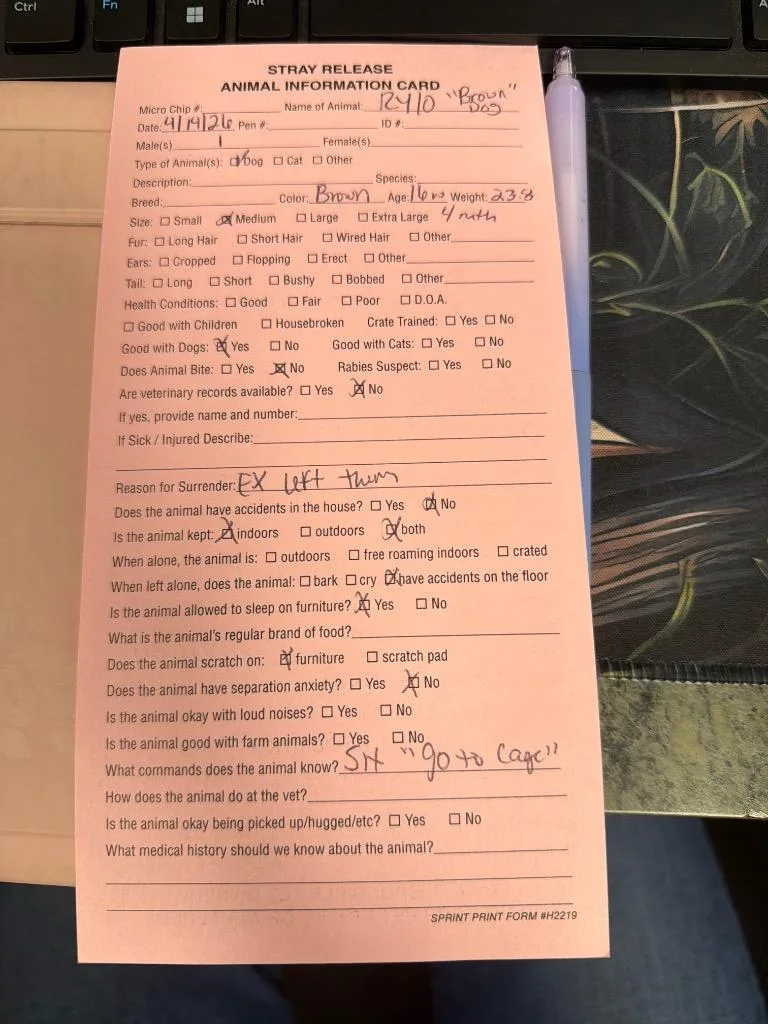 Ctrl
Fn
Alt
STRAY RELEASE
ANIMAL INFORMATION CARD
Micro Chip #: Name of Animal: RYlO "Brown" Dog
Date: 4/14/26 Pen #: ID #:
Male(s) 1 Female(s)
Type of Animal(s): ☑ Dog ☐ Cat ☐ Other
Description: Species:
Breed: Color: Brown Age: 16 Weight: 23.8
Size: ☐ Small ☒ Medium ☐ Large ☐ Extra Large 4
Fur: ☐ Long Hair ☐ Short Hair ☐ Wired Hair ☐ Other
Ears: ☐ Cropped ☐ Flopping ☐ Erect ☐ Other
Tail: ☐ Long ☐ Short ☐ Bushy ☐ Bobbed ☐ Other
Health Conditions: ☐ Good ☐ Fair ☐ Poor ☐ D.O.A.
☐ Good with Children ☐ Housebroken Crate Trained: ☐ Yes ☐ No
Good with Dogs: ☒ Yes ☐ No Good with Cats: ☐ Yes ☐ No
Does Animal Bite: ☐ Yes ☒ No Rabies Suspect: ☐ Yes ☐ No
Are veterinary records available? ☐ Yes ☒ No
If yes, provide name and number:
If Sick / Injured Describe:
Reason for Surrender: EX left them
Does the animal have accidents in the house? ☐ Yes ☒ No
Is the animal kept: ☒ indoors ☐ outdoors ☒ both
When alone, the animal is: ☐ outdoors ☐ free roaming indoors ☐ crated
When left alone, does the animal: ☐ bark ☐ cry ☒ have accidents on the floor
Is the animal allowed to sleep on furniture? ☒ Yes ☐ No
What is the animal's regular brand of food?
Does the animal scratch on: ☒ furniture ☐ scratch pad
Does the animal have separation anxiety? ☐ Yes ☒ No
Is the animal okay with loud noises? ☐ Yes ☐ No
Is the animal good with farm animals? ☐ Yes ☐ No
What commands does the animal know? Sit "go to cage"
How does the animal do at the vet?
Is the animal okay being picked up/hugged/etc? ☐ Yes ☐ No
What medical history should we know about the animal?
SPRINT PRINT FORM #H2219